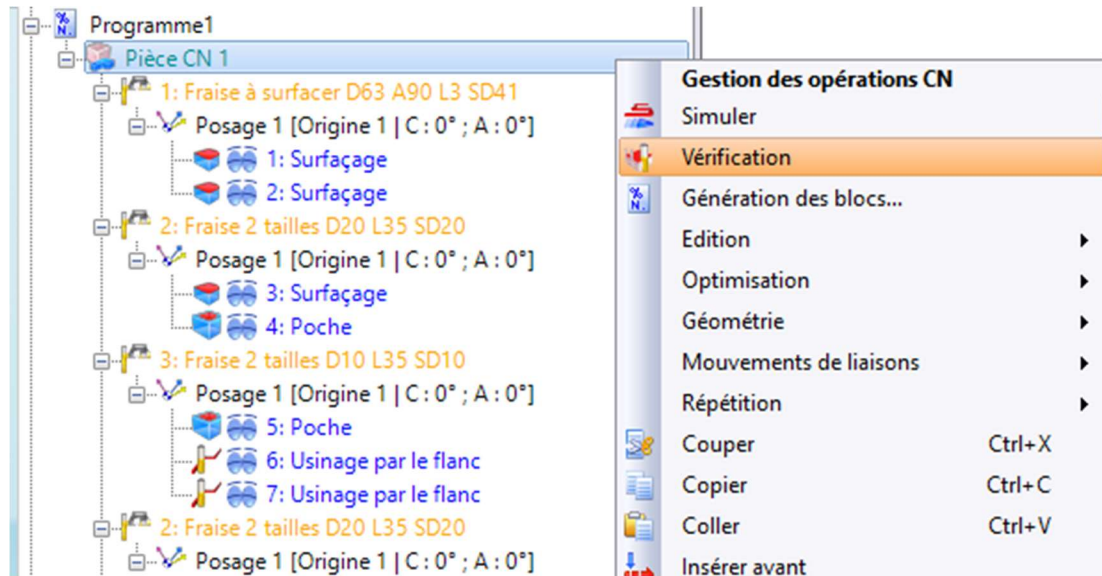 Programme1
Pièce CN 1
1: Fraise à surfacer D63 A90 L3 SD41
Posage 1 [Origine 1 | C : 0° ; A : 0°]
1: Surfaçage
2: Surfaçage
2: Fraise 2 tailles D20 L35 SD20
Posage 1 [Origine 1 | C : 0° ; A : 0°]
3: Surfaçage
4: Poche
3: Fraise 2 tailles D10 L35 SD10
Posage 1 [Origine 1 | C : 0° ; A : 0°]
5: Poche
6: Usinage par le flanc
7: Usinage par le flanc
2: Fraise 2 tailles D20 L35 SD20
Posage 1 [Origine 1 | C : 0° ; A : 0°]
Gestion des opérations CN
Simuler
Vérification
Génération des blocs...
Edition
Optimisation
Géométrie
Mouvements de liaisons
Répétition
Couper Ctrl+X
Copier Ctrl+C
Coller Ctrl+V
Insérer avant